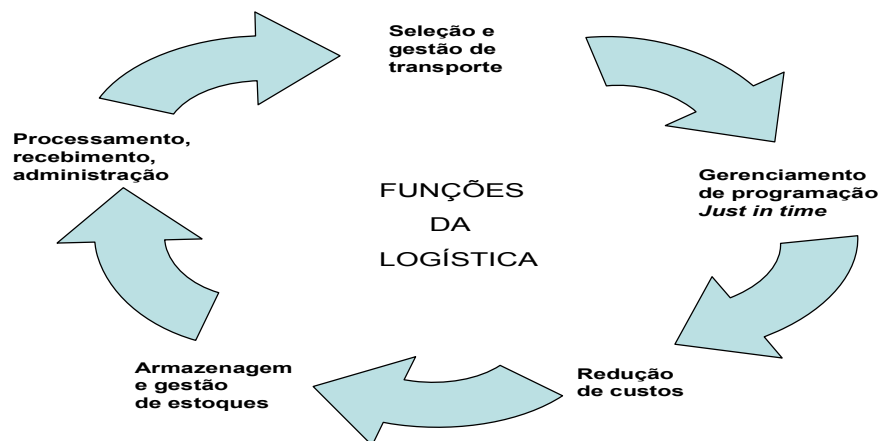 Seleção e
gestão de
transporte
Processamento,
recebimento,
administração
Gerenciamento
de programação
Just in time
FUNÇÕES
DA
LOGÍSTICA
Armazenagem
e gestão
de estoques
Redução
de custos